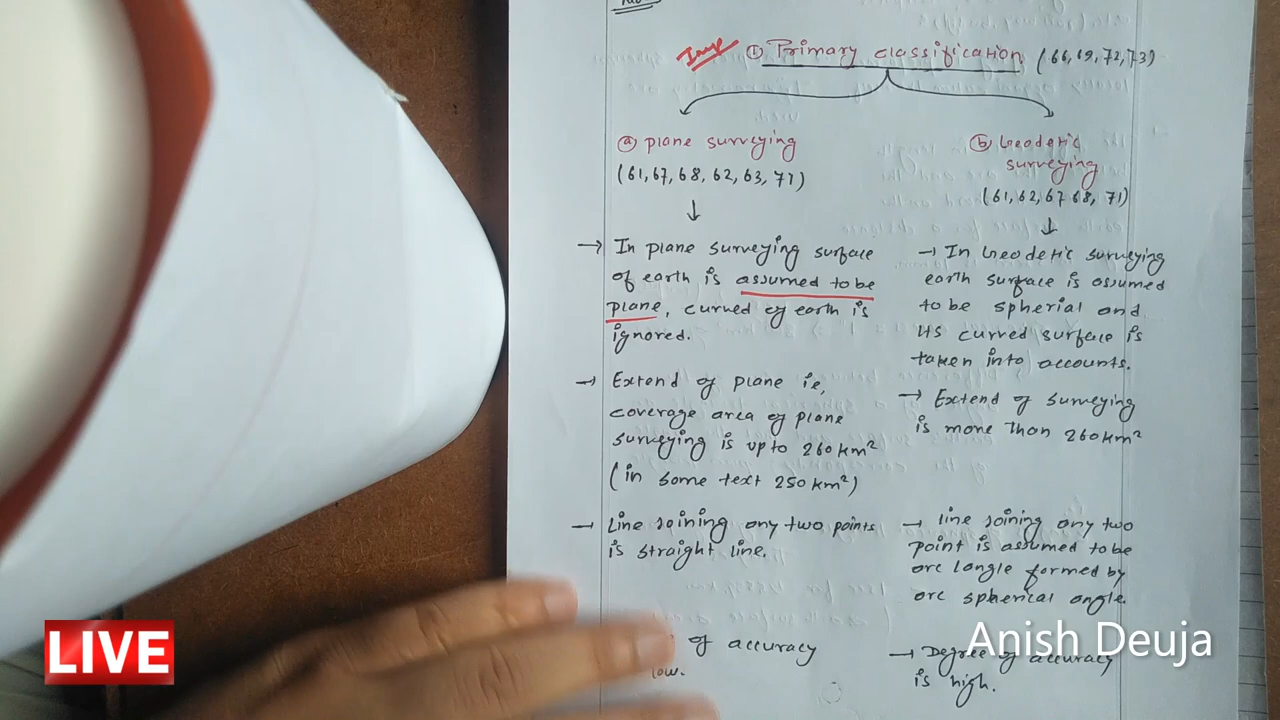 Imp ① Primary classification (66,69,72,73)
ⓐ plane surveying
(61,67,68,62,63,71)
→ In plane surveying surface
of earth is assumed to be
plane, curved of earth is
ignored.
→ Extend of plane ie,
coverage area of plane
surveying is upto 260 km²
(in some text 250 km²)
→ Line joining any two points
is straight line.
of accuracy
low.
ⓑ Geodetic
surveying
(61,62,67 68, 71)
→ In Geodetic surveying
earth surface is assumed
to be spherial and
its curved surface is
taken into accounts.
→ Extend of surveying
is more than 260 km²
→ line joining any two
point is assumed to be
arc langle formed by
arc spherical angle.
→ Degree of accuracy
is high.
LIVE
Anish Deuja